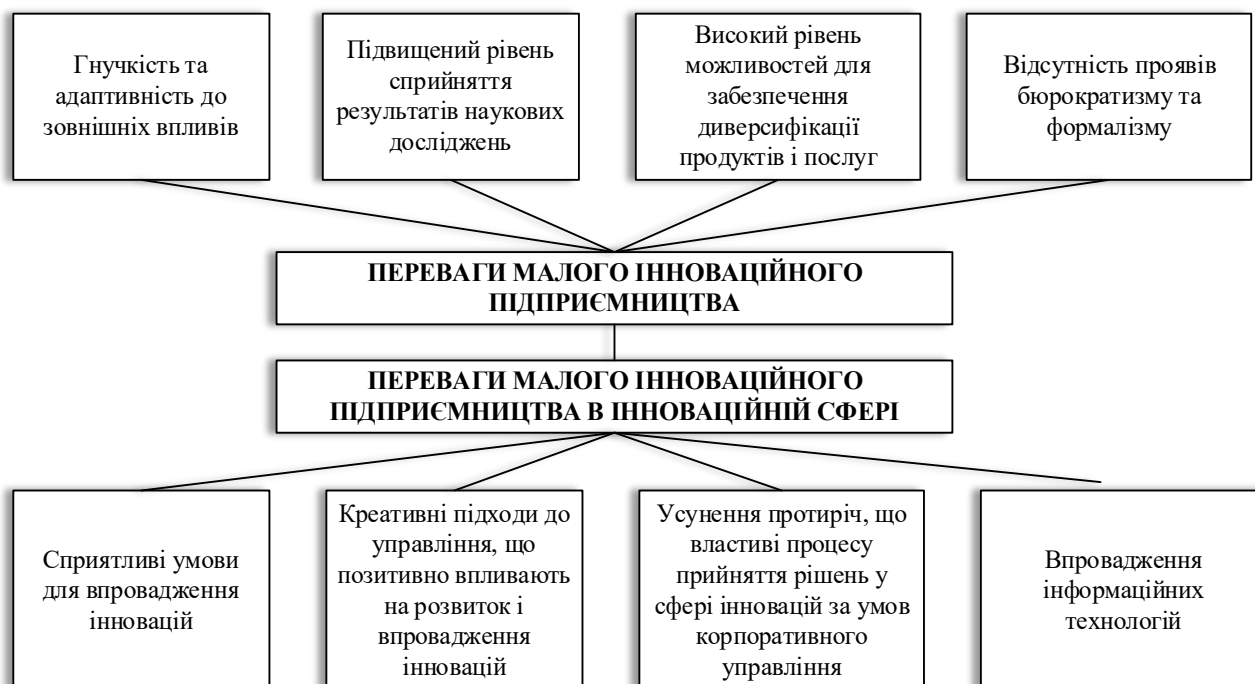 Гнучкість та
адаптивність до
зовнішніх впливів
Підвищений рівень
сприйняття
результатів наукових
досліджень
Високий рівень
можливостей для
забезпечення
диверсифікації
продуктів і послуг
Відсутність проявів
бюрократизму та
формалізму
ПЕРЕВАГИ МАЛОГО ІННОВАЦІЙНОГО
ПІДПРИЄМНИЦТВА
ПЕРЕВАГИ МАЛОГО ІННОВАЦІЙНОГО
ПІДПРИЄМНИЦТВА В ІННОВАЦІЙНІЙ СФЕРІ
Сприятливі умови
для впровадження
інновацій
Креативні підходи до
управління, що
позитивно впливають
на розвиток і
впровадження
інновацій
Усунення протиріч, що
властиві процесу
прийняття рішень у
сфері інновацій за умов
корпоративного
управління
Впровадження
інформаційних
технологій